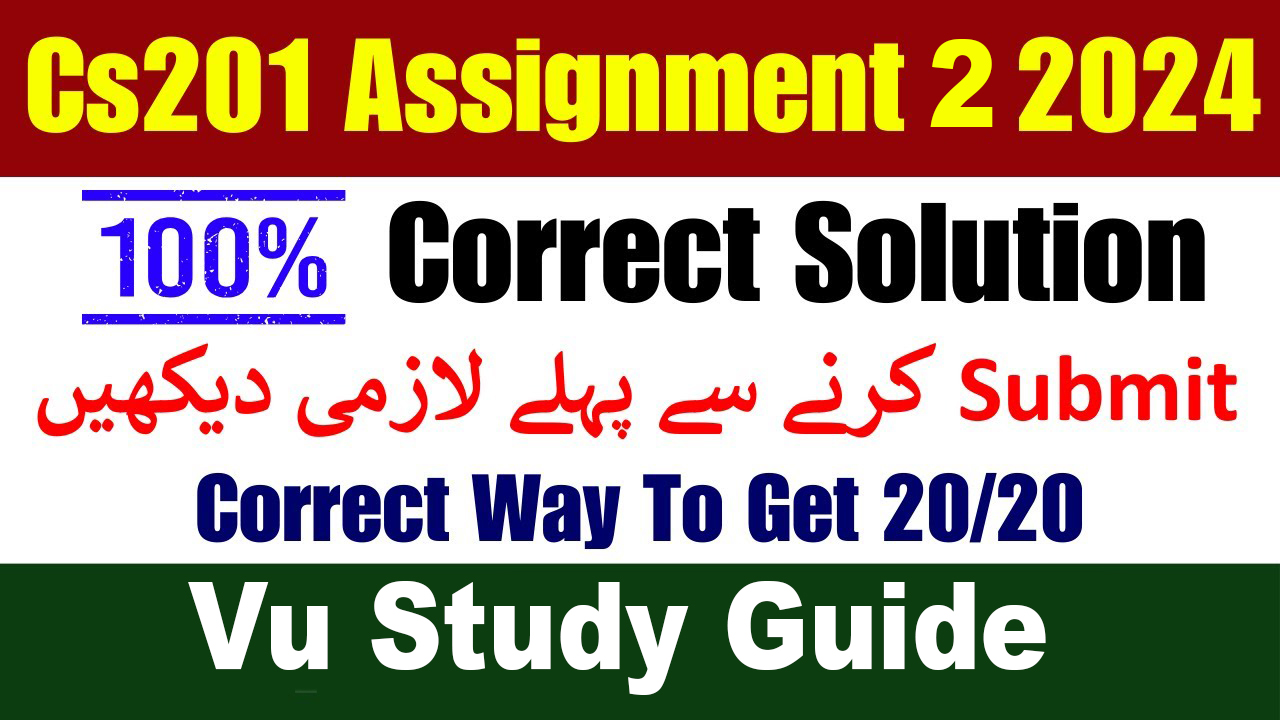 Cs201 Assignment 2 2024
100% Correct Solution
Submit کرنے سے پہلے لازمی دیکھیں
Correct Way To Get 20/20
Vu Study Guide